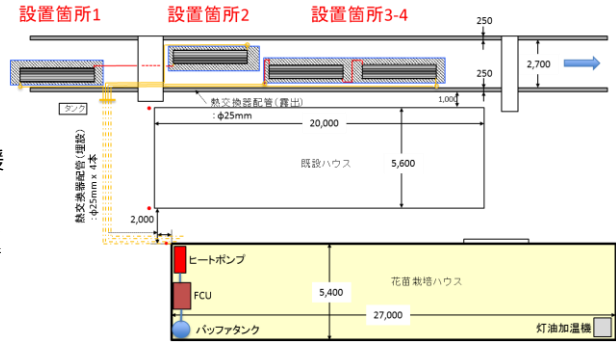 設置箇所1
設置箇所2
設置箇所3-4
250
2,700
250
1,000
熱交換器配管(露出)
:φ25mm
タンク
20,000
既設ハウス
5,600
熱交換器配管(埋設)
:φ25mm x 4本
2,000
ヒートポンプ
花苗栽培ハウス
FCU
5,400
27,000
バッファタンク
灯油加温機